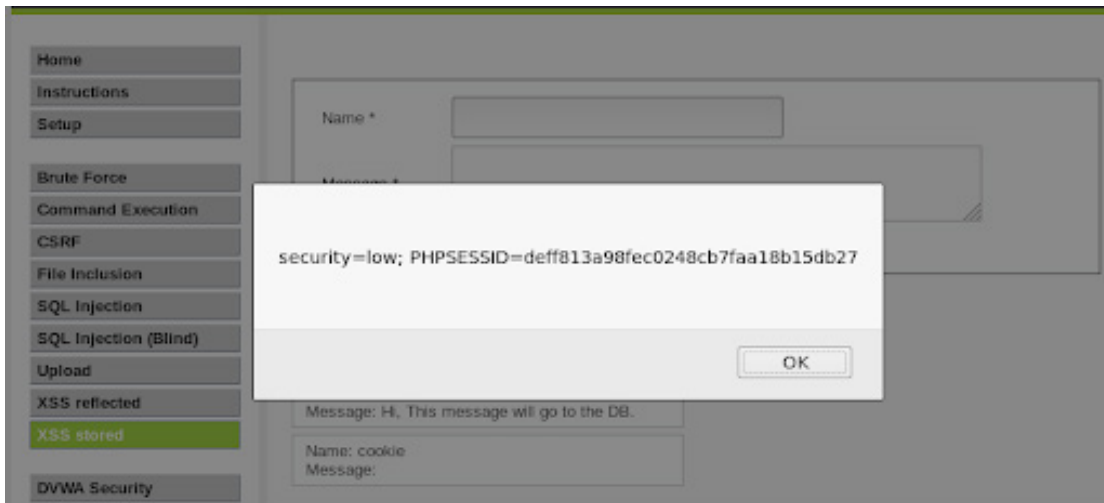 Home
Instructions
Setup
Brute Force
Command Execution
CSRF
File Inclusion
SQL Injection
SQL Injection (Blind)
Upload
XSS reflected
XSS stored
DVWA Security
Name *
Message *
security=low; PHPSESSID=deff813a98fec0248cb7faa18b15db27
OK
Message: Hi, This message will go to the DB.
Name: cookie
Message: